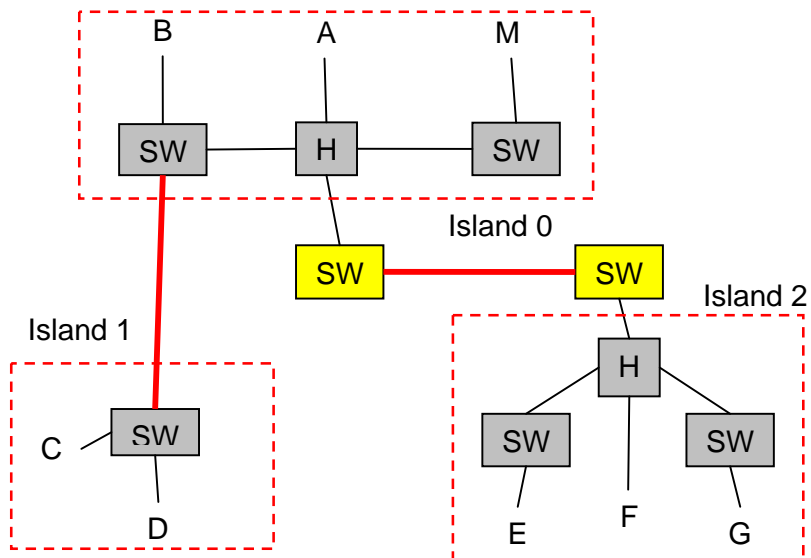 B A M
SW H SW
Island 0
SW SW
Island 2
Island 1
H
SW SW SW
C
D E F G